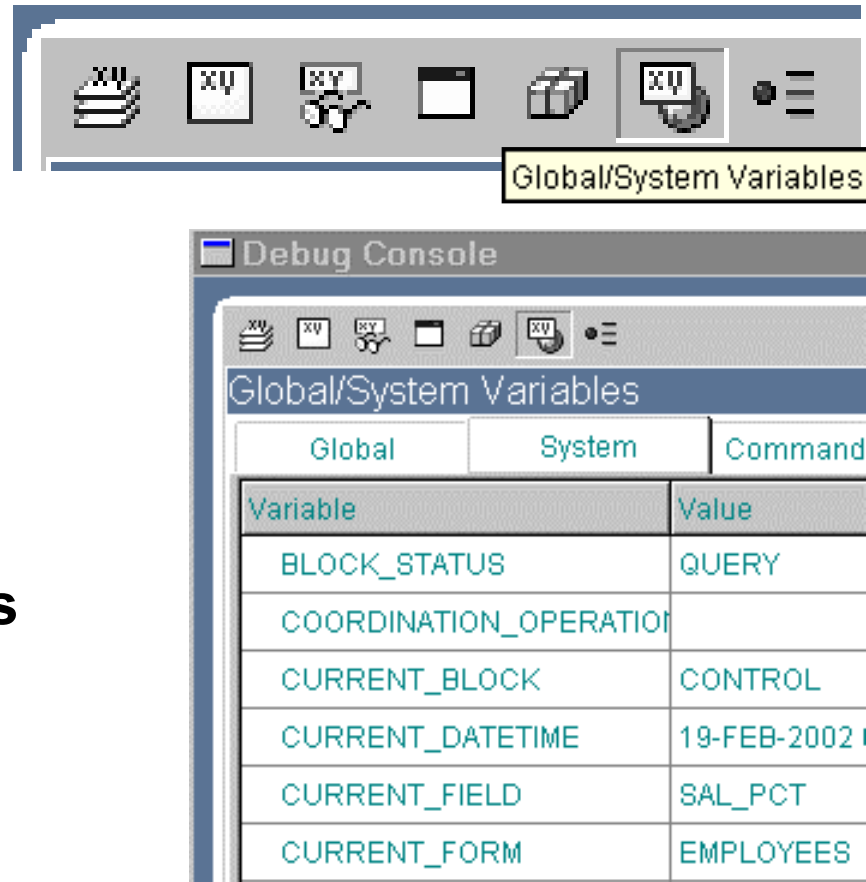 Global/System Variables
Debug Console
Global/System Variables
Global System Command
Variable Value
BLOCK_STATUS QUERY
COORDINATION_OPERATION
CURRENT_BLOCK CONTROL
CURRENT_DATETIME 19-FEB-2002
s
CURRENT_FIELD SAL_PCT
CURRENT_FORM EMPLOYEES